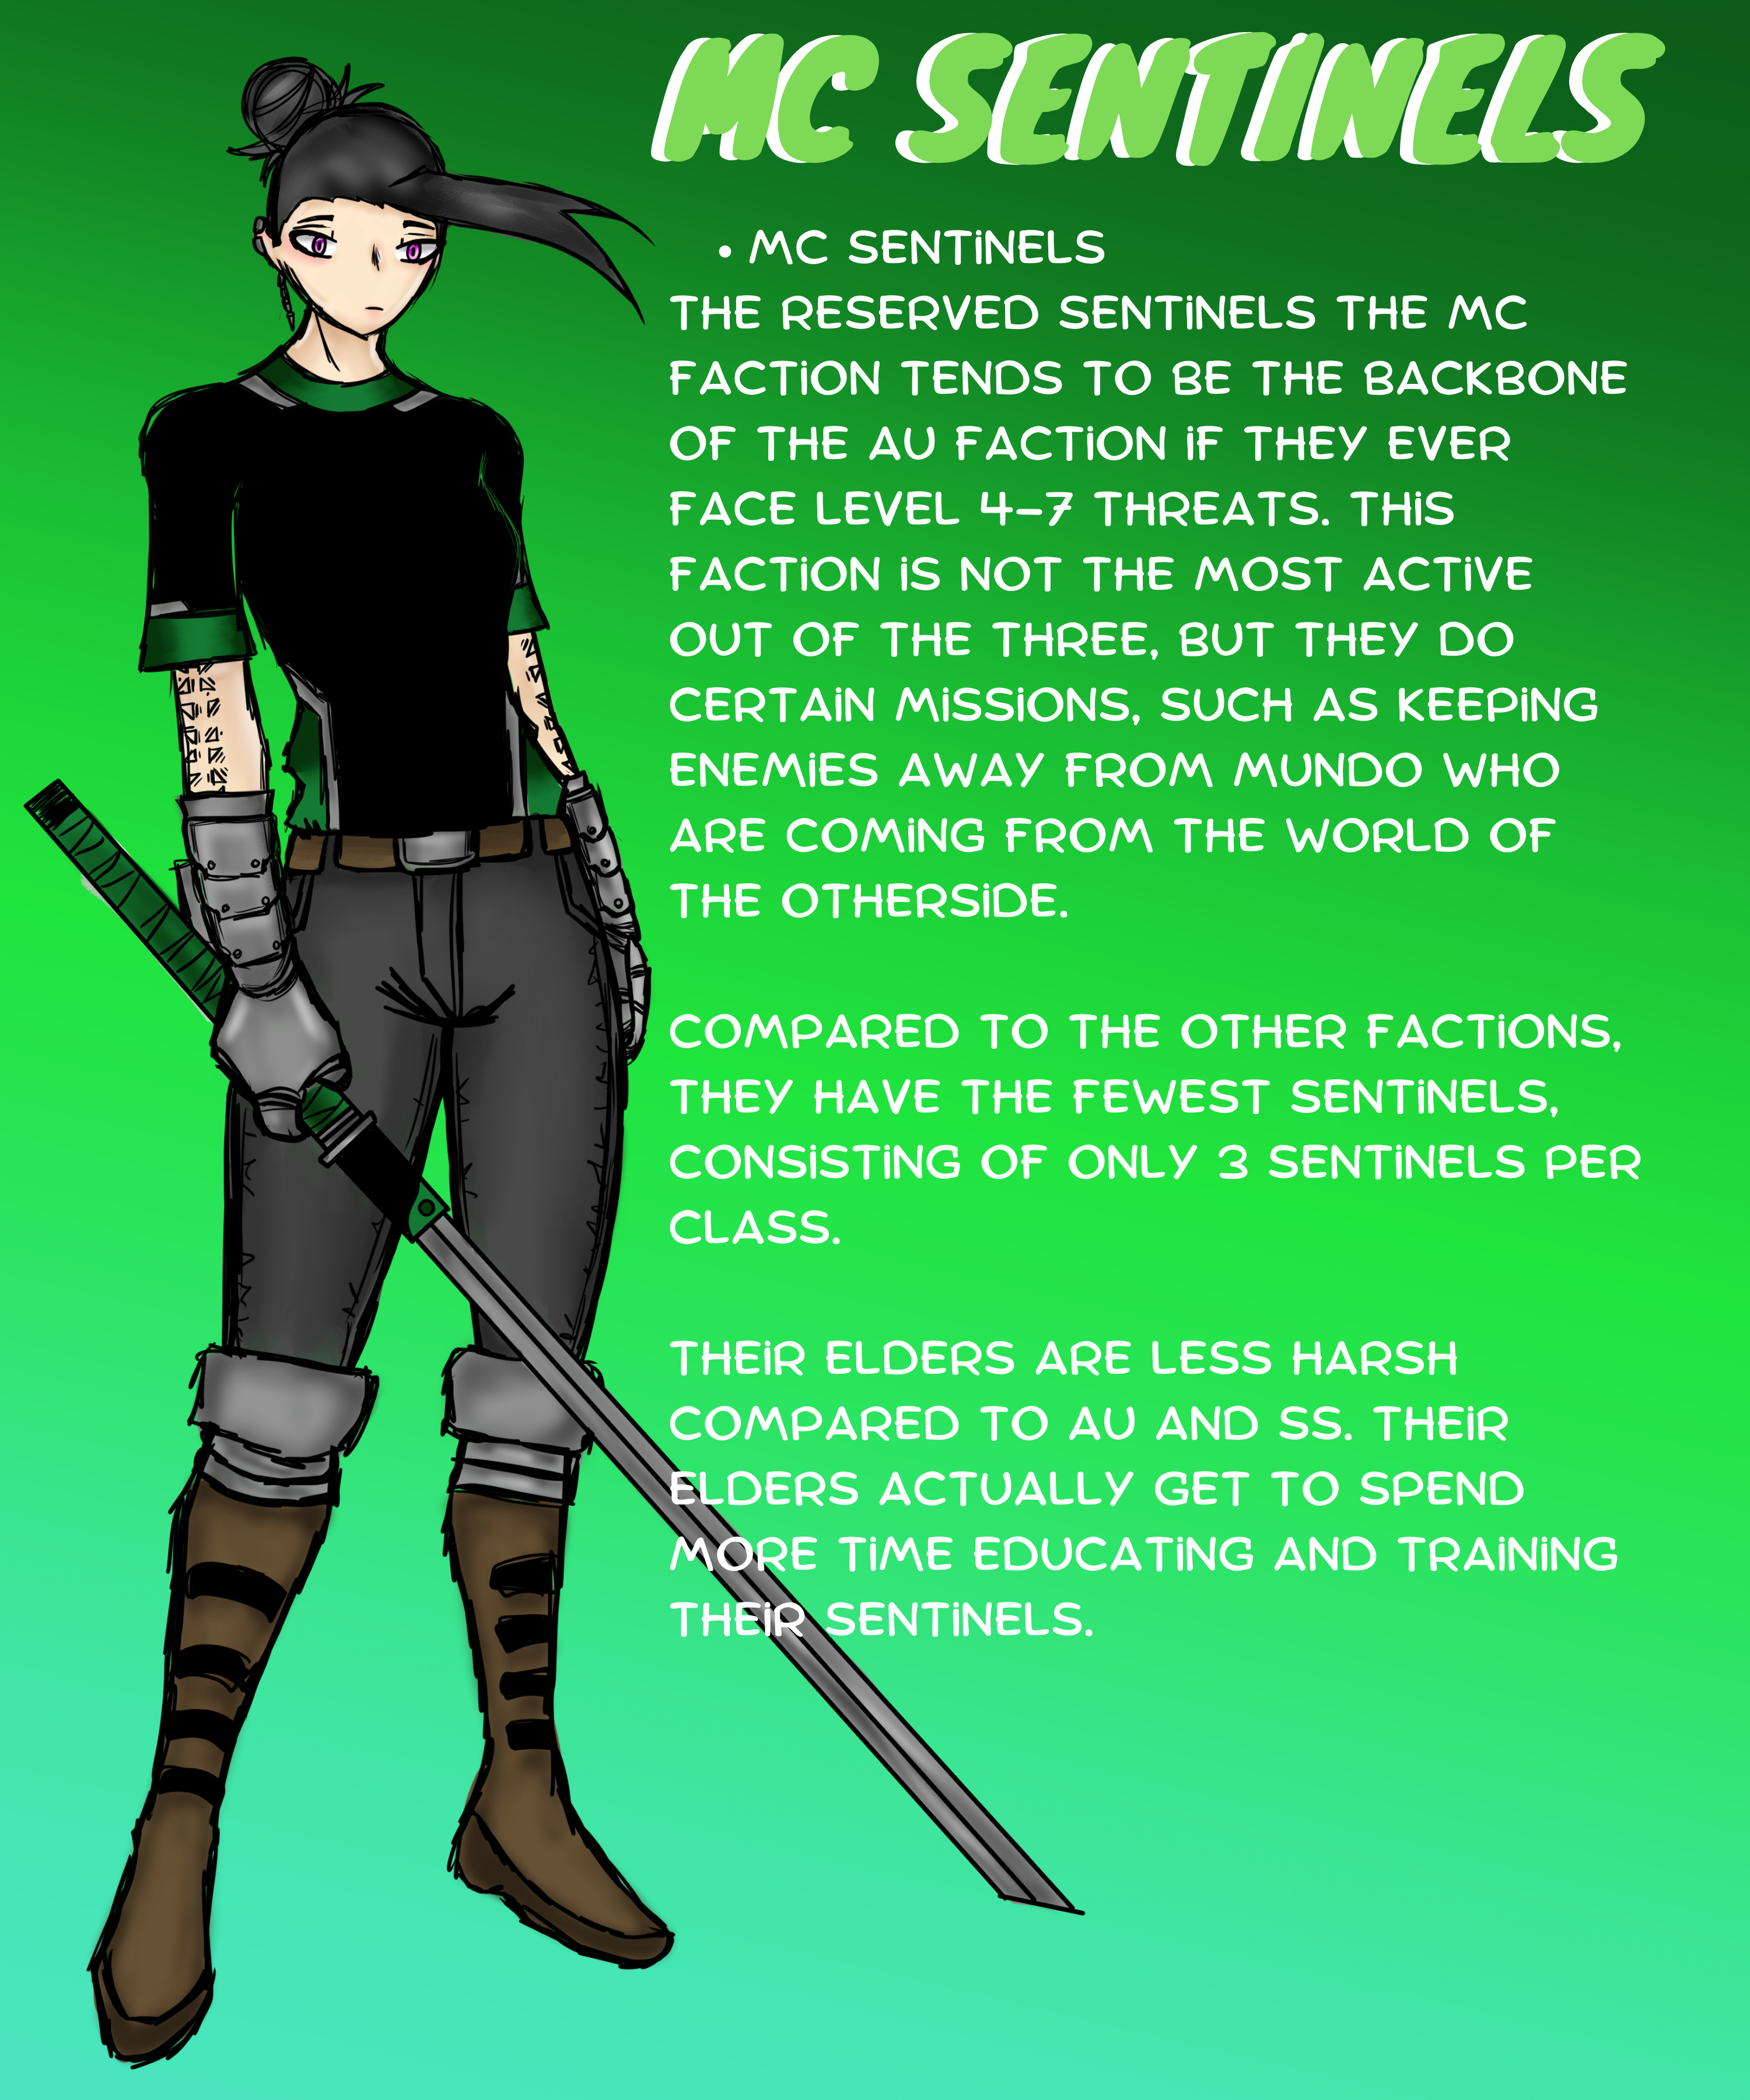 MC SENTINELS
• MC SENTINELS
THE RESERVED SENTINELS THE MC
FACTION TENDS TO BE THE BACKBONE
OF THE AU FACTION IF THEY EVER
FACE LEVEL 4-7 THREATS. THIS
FACTION IS NOT THE MOST ACTIVE
OUT OF THE THREE, BUT THEY DO
CERTAIN MISSIONS, SUCH AS KEEPING
ENEMIES AWAY FROM MUNDO WHO
ARE COMING FROM THE WORLD OF
THE OTHERSIDE.
COMPARED TO THE OTHER FACTIONS,
THEY HAVE THE FEWEST SENTINELS,
CONSISTING OF ONLY 3 SENTINELS PER
CLASS.
THEIR ELDERS ARE LESS HARSH
COMPARED TO AU AND SS. THEIR
ELDERS ACTUALLY GET TO SPEND
MORE TIME EDUCATING AND TRAINING
THEIR SENTINELS.